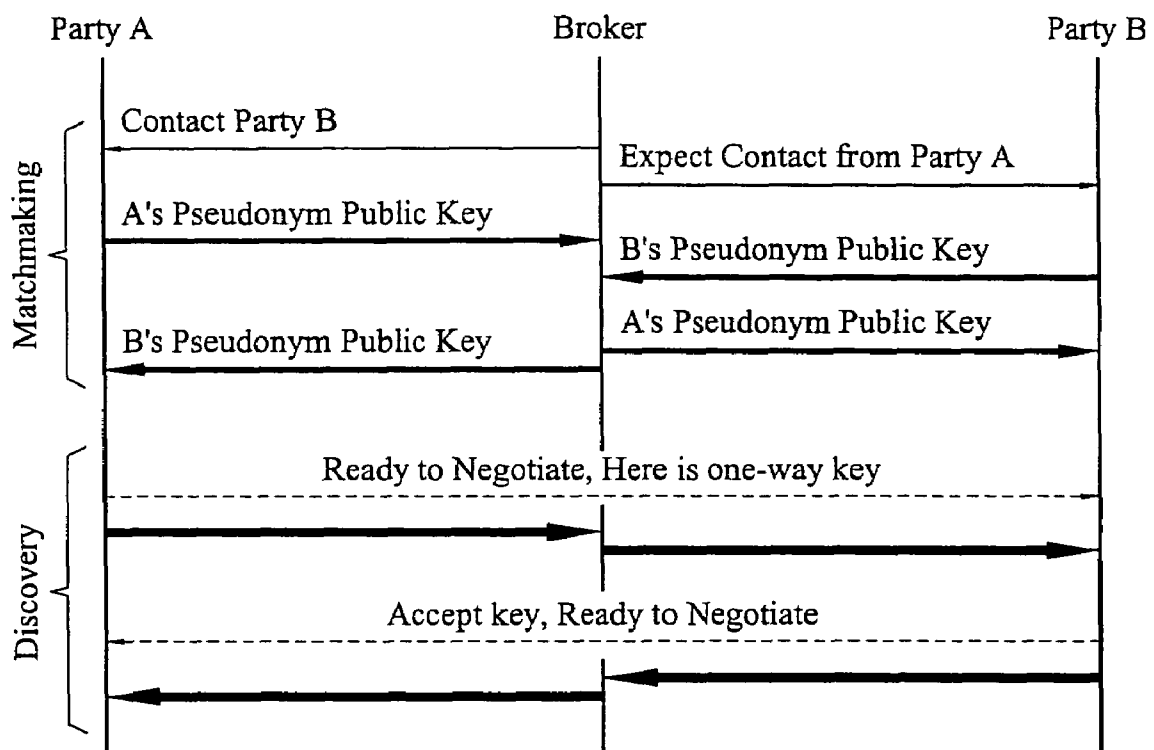 Party A
Broker
Party B
Matchmaking
Contact Party B
Expect Contact from Party A
A's Pseudonym Public Key
B's Pseudonym Public Key
A's Pseudonym Public Key
B's Pseudonym Public Key
Discovery
Ready to Negotiate, Here is one-way key
Accept key, Ready to Negotiate